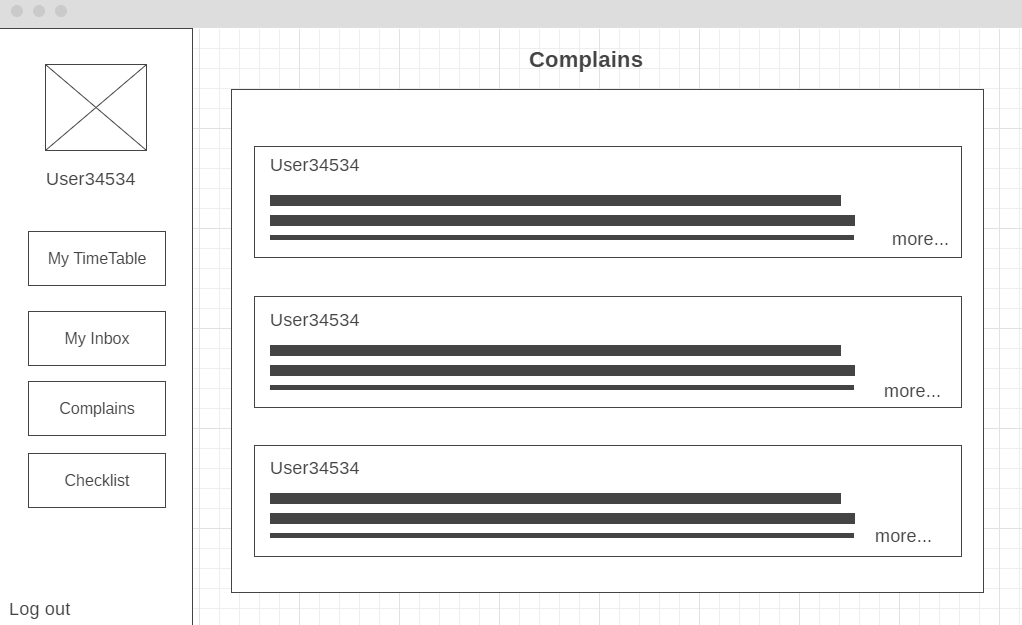 User34534
My TimeTable
My Inbox
Complains
Checklist
Log out
Complains
User34534
more...
User34534
more...
User34534
more...